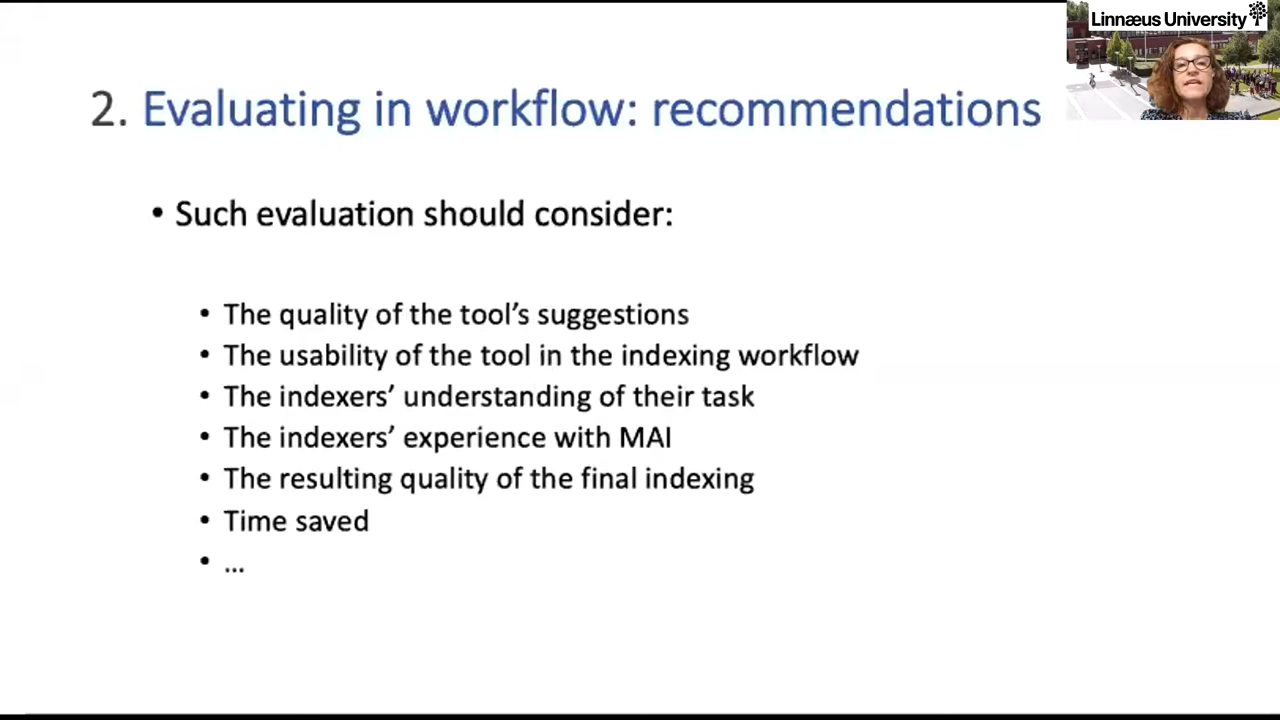 Linnæus University
2. Evaluating in workflow: recommendations
• Such evaluation should consider:
• The quality of the tool’s suggestions
• The usability of the tool in the indexing workflow
• The indexers’ understanding of their task
• The indexers’ experience with MAI
• The resulting quality of the final indexing
• Time saved
• ...